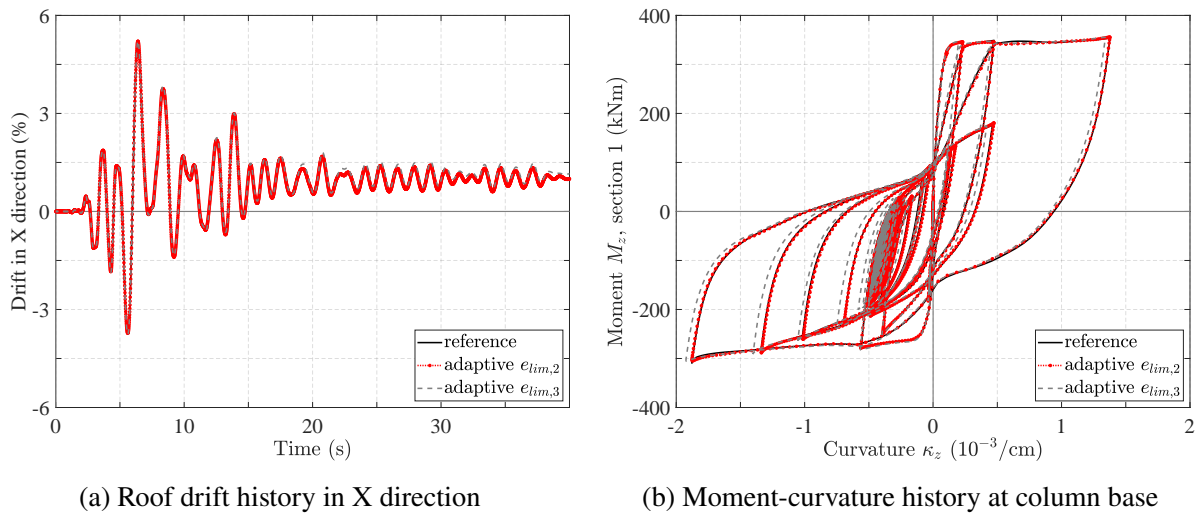 6
3
0
-3
-6
Drift in X direction (%)
0
10
20
30
Time (s)
reference
adaptive e_{lim,2}
adaptive e_{lim,3}
(a) Roof drift history in X direction
400
200
0
-200
-400
Moment M_z, section 1 (kNm)
-2
-1
0
1
2
Curvature κ_z (10^{-3}/cm)
reference
adaptive e_{lim,2}
adaptive e_{lim,3}
(b) Moment-curvature history at column base